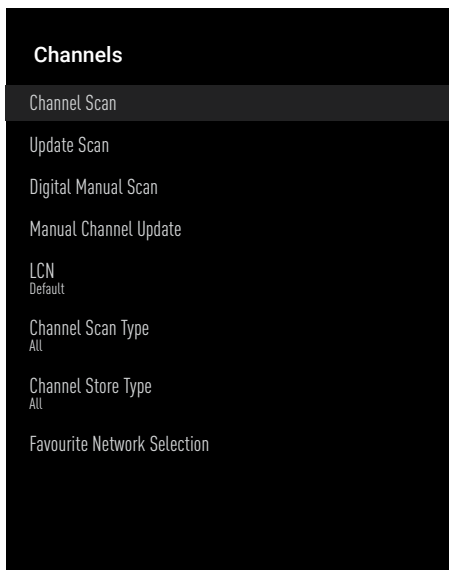 Channels
Channel Scan
Update Scan
Digital Manual Scan
Manual Channel Update
LCN
Default
Channel Scan Type
All
Channel Store Type
All
Favourite Network Selection